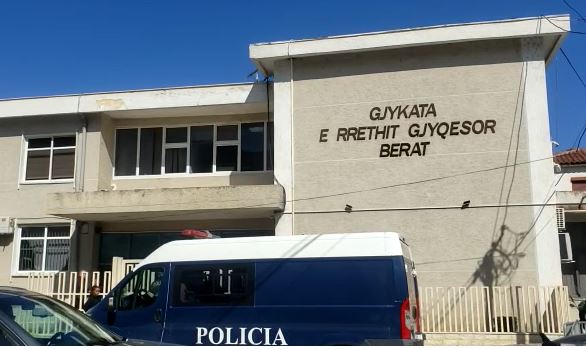 GJYKATA
E RRETHIT GJYQESOR
BERAT
POLICIA